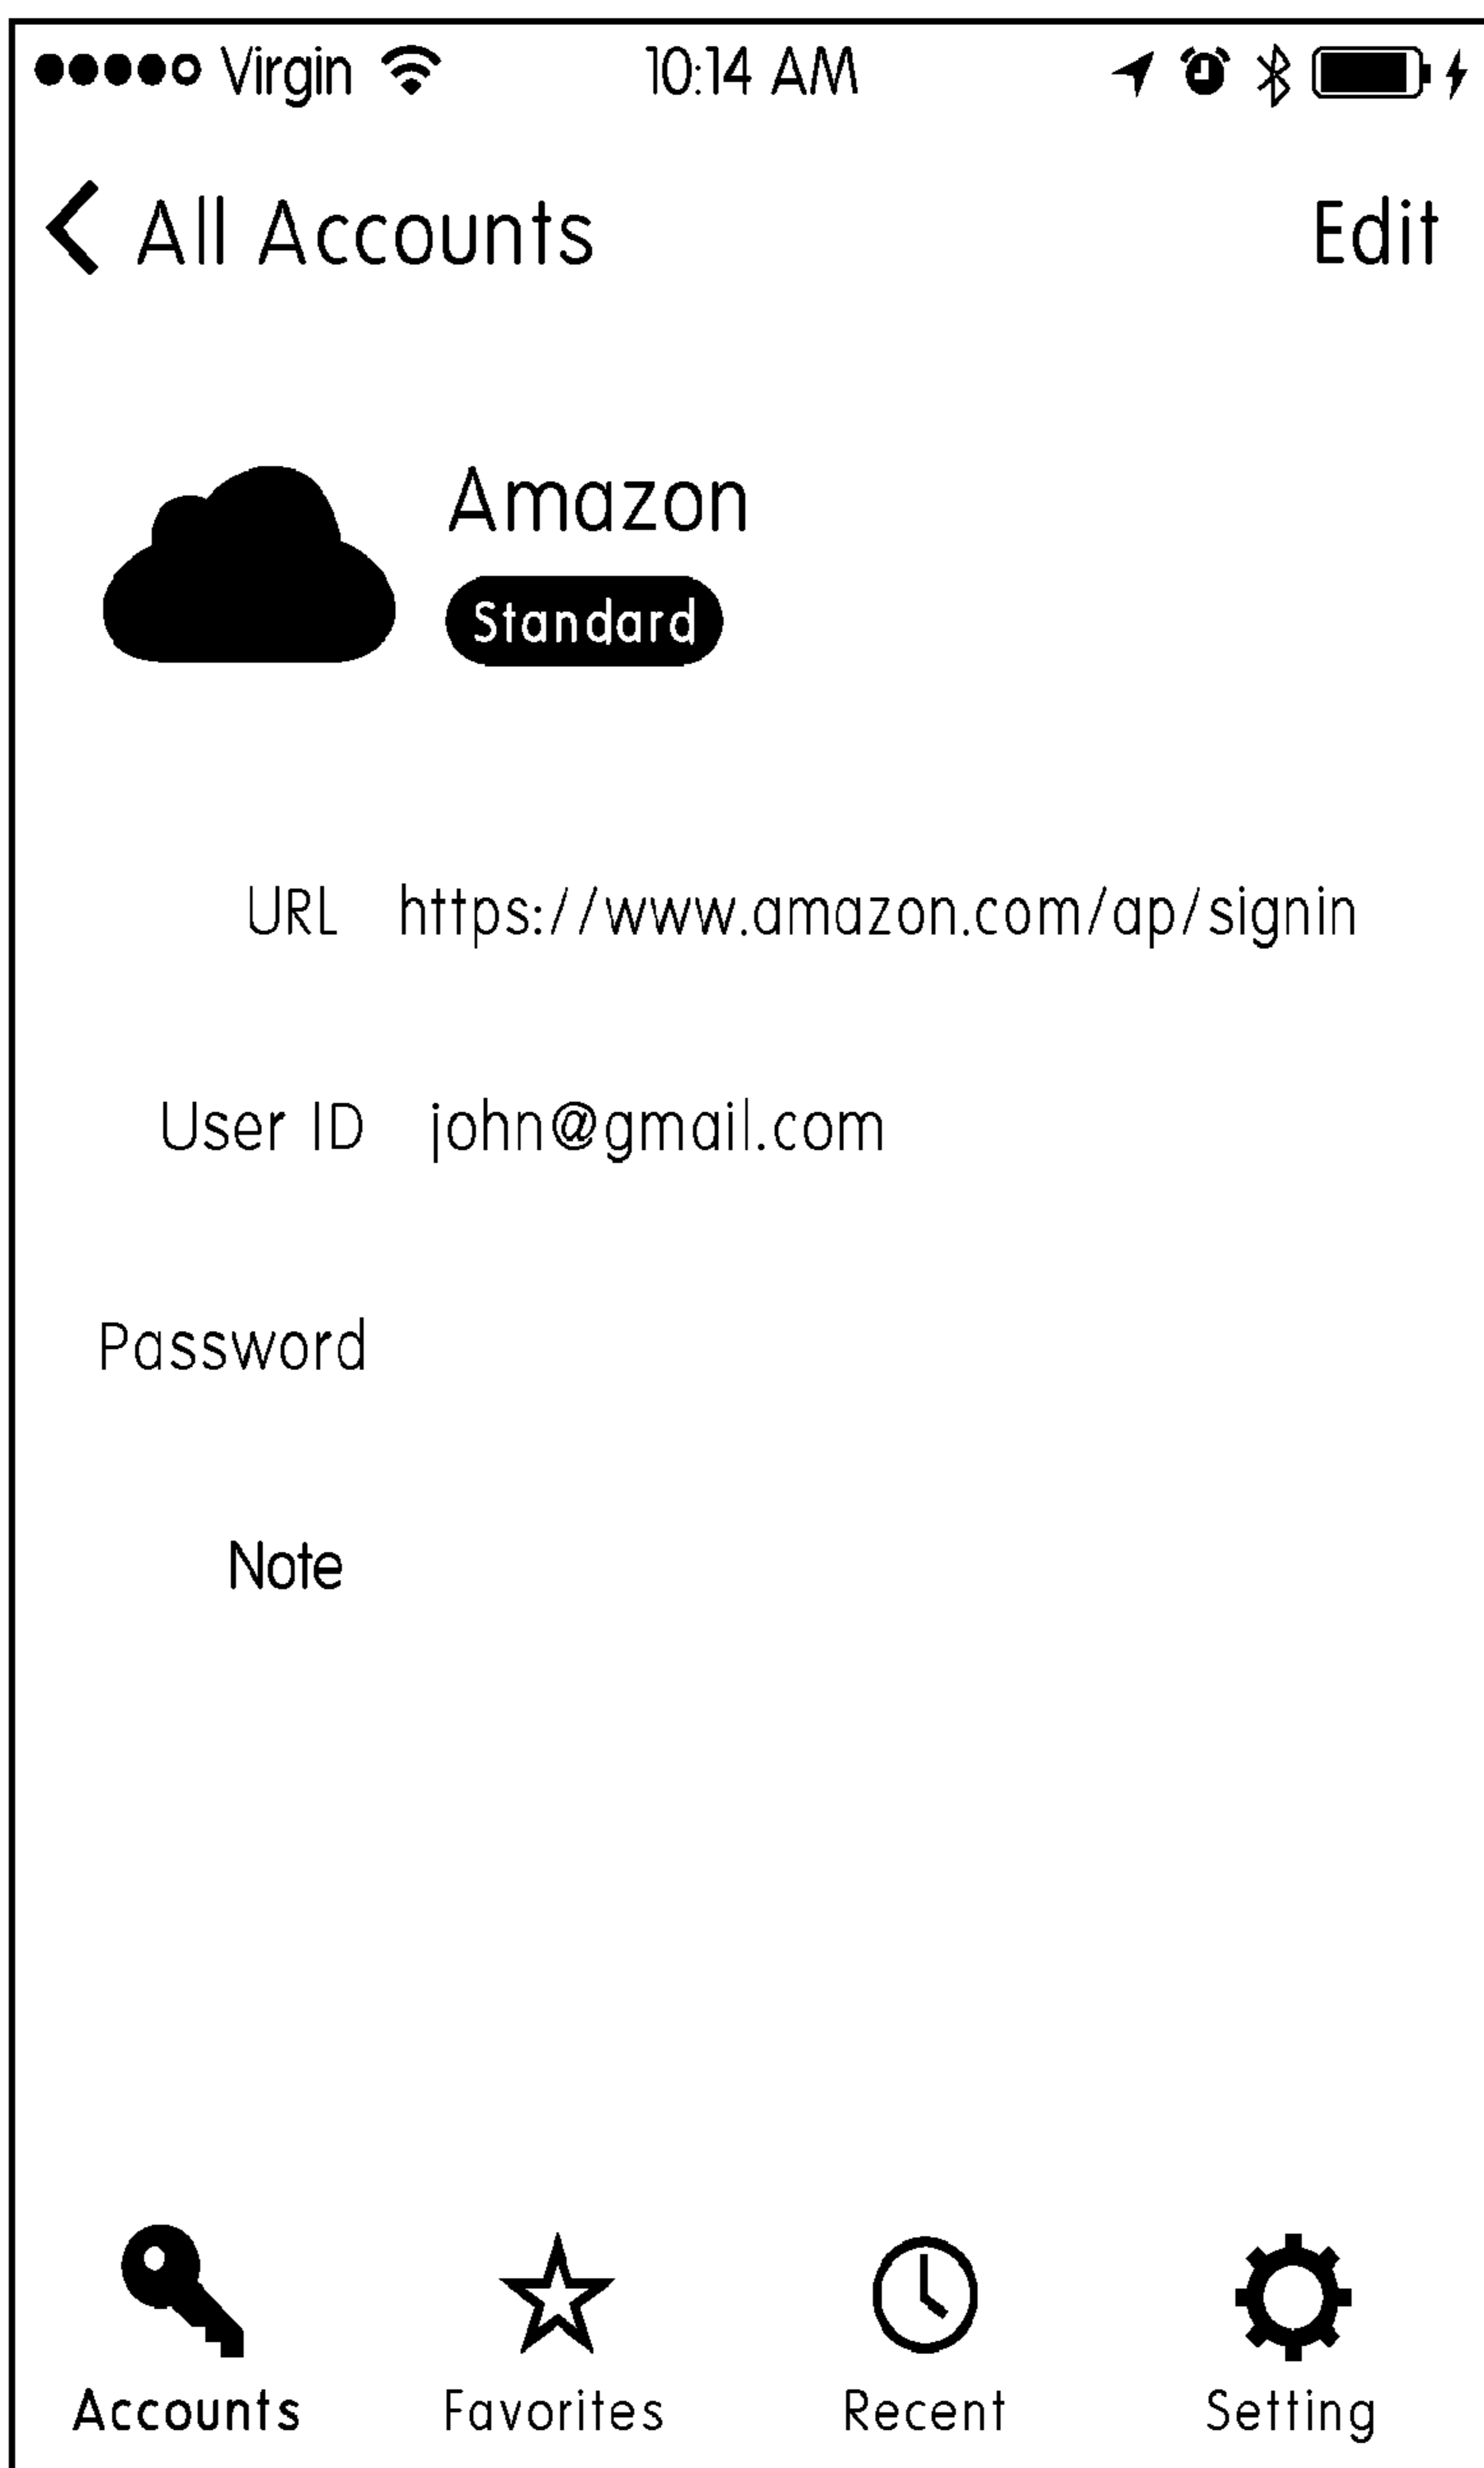 Virgin 10:14 AM
All Accounts Edit
Amazon
Standard
URL https://www.amazon.com/ap/signin
User ID john@gmail.com
Password
Note
Accounts Favorites Recent Setting